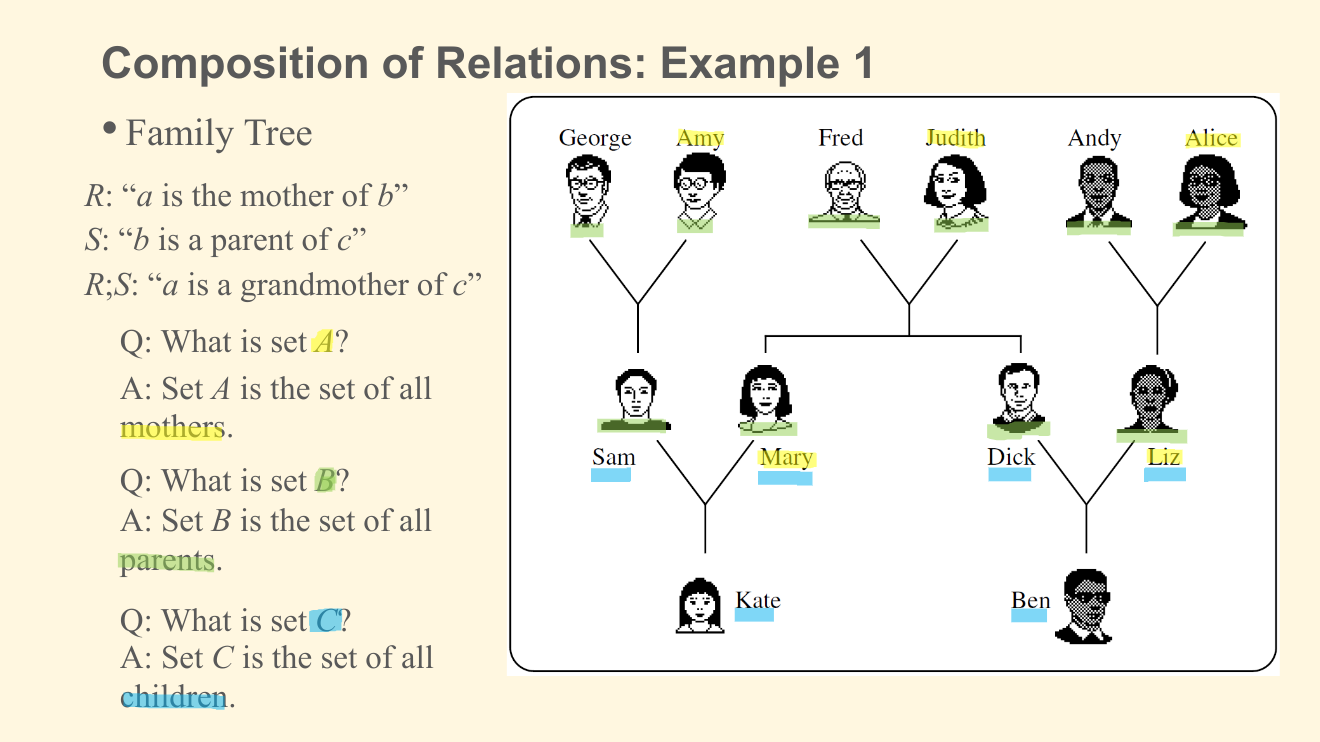 Composition of Relations: Example 1
• Family Tree
R: “a is the mother of b”
S: “b is a parent of c”
R;S: “a is a grandmother of c”
Q: What is set A?
A: Set A is the set of all
mothers.
Q: What is set B?
A: Set B is the set of all
parents.
Q: What is set C?
A: Set C is the set of all
children.
George Amy Fred Judith Andy Alice
Sam Mary Dick Liz
Kate Ben